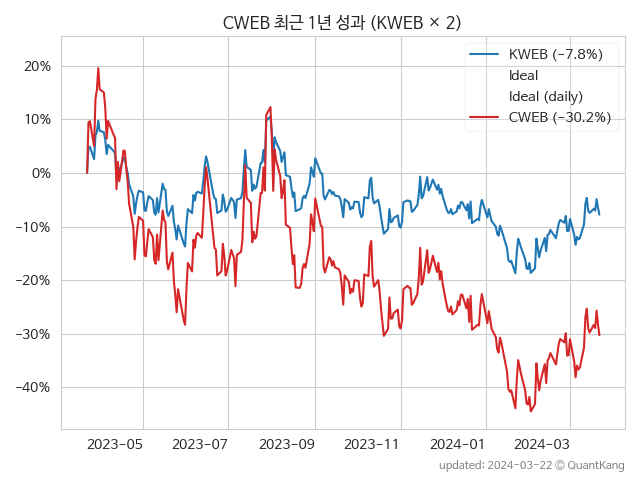 CWEB 최근 1년 성과 (KWEB × 2)
KWEB (−7.8%)
Ideal
Ideal (daily)
CWEB (−30.2%)
20%
10%
0%
−10%
−20%
−30%
−40%
2023−05 2023−07 2023−09 2023−11 2024−01 2024−03
updated: 2024−03−22 © QuantKang